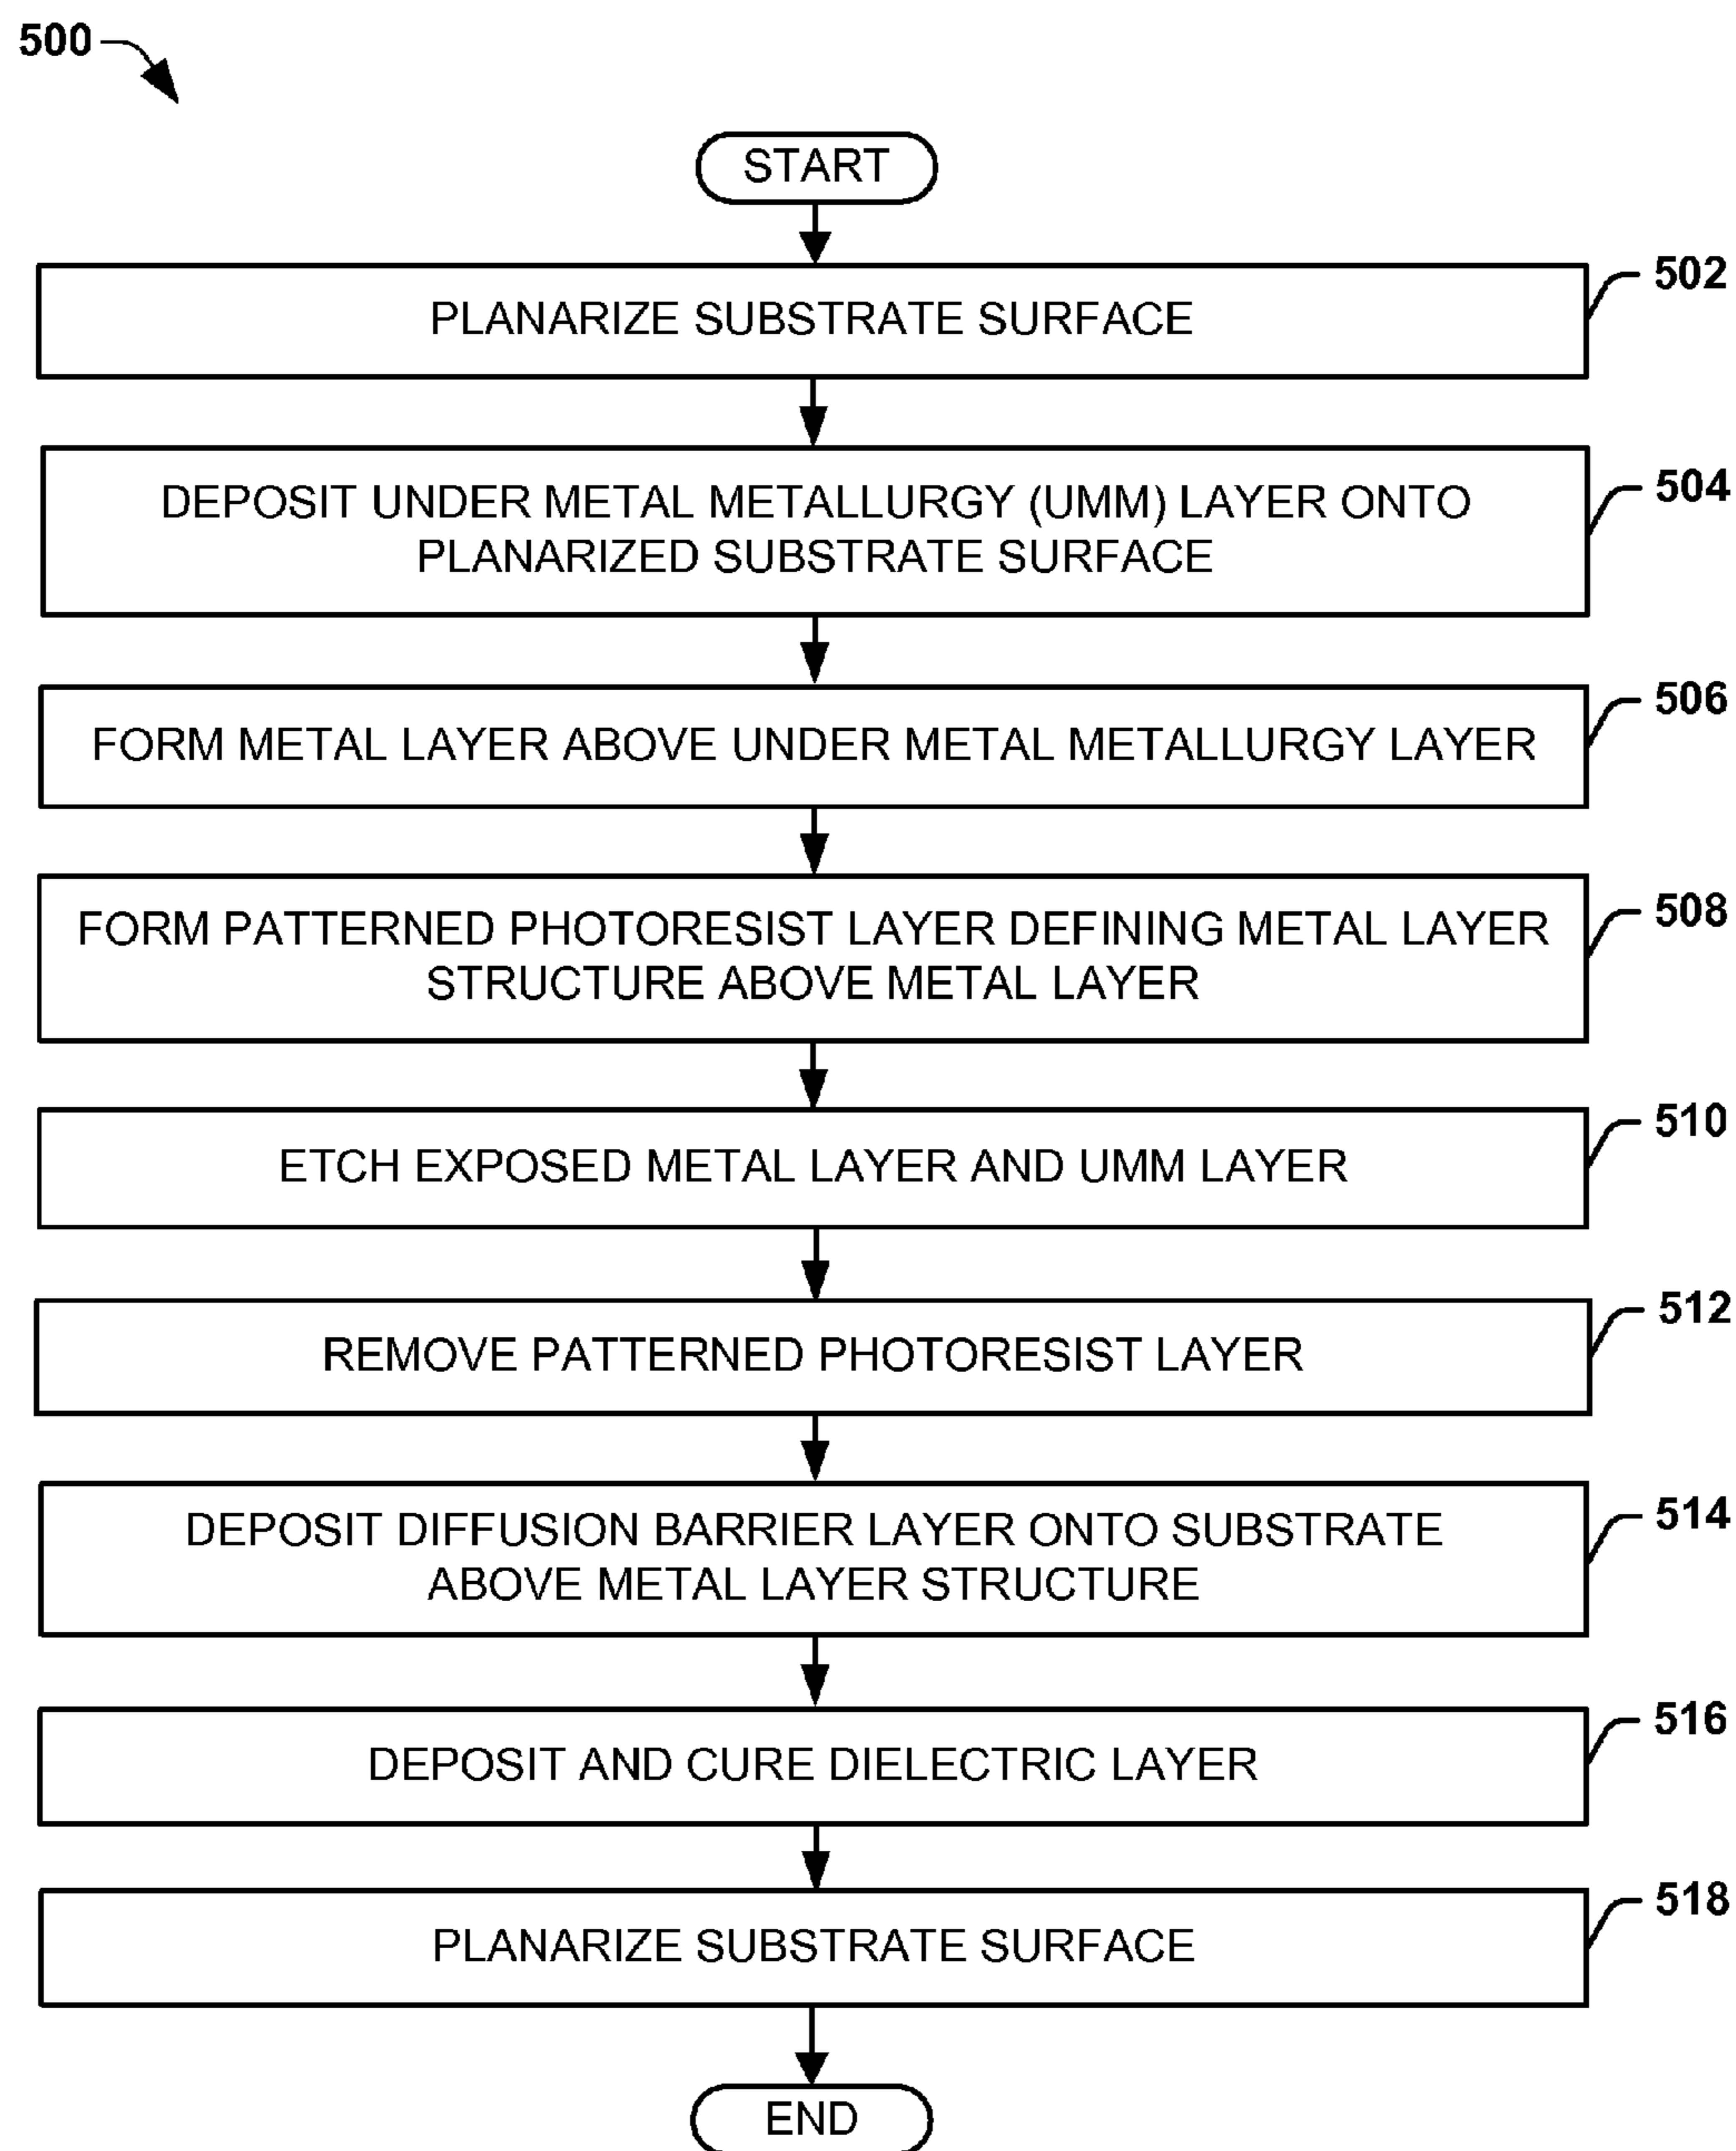 500
START
PLANARIZE SUBSTRATE SURFACE
502
DEPOSIT UNDER METAL METALLURGY (UMM) LAYER ONTO
PLANARIZED SUBSTRATE SURFACE
504
FORM METAL LAYER ABOVE UNDER METAL METALLURGY LAYER
506
FORM PATTERNED PHOTORESIST LAYER DEFINING METAL LAYER
STRUCTURE ABOVE METAL LAYER
508
ETCH EXPOSED METAL LAYER AND UMM LAYER
510
REMOVE PATTERNED PHOTORESIST LAYER
512
DEPOSIT DIFFUSION BARRIER LAYER ONTO SUBSTRATE
ABOVE METAL LAYER STRUCTURE
514
DEPOSIT AND CURE DIELECTRIC LAYER
516
PLANARIZE SUBSTRATE SURFACE
518
END